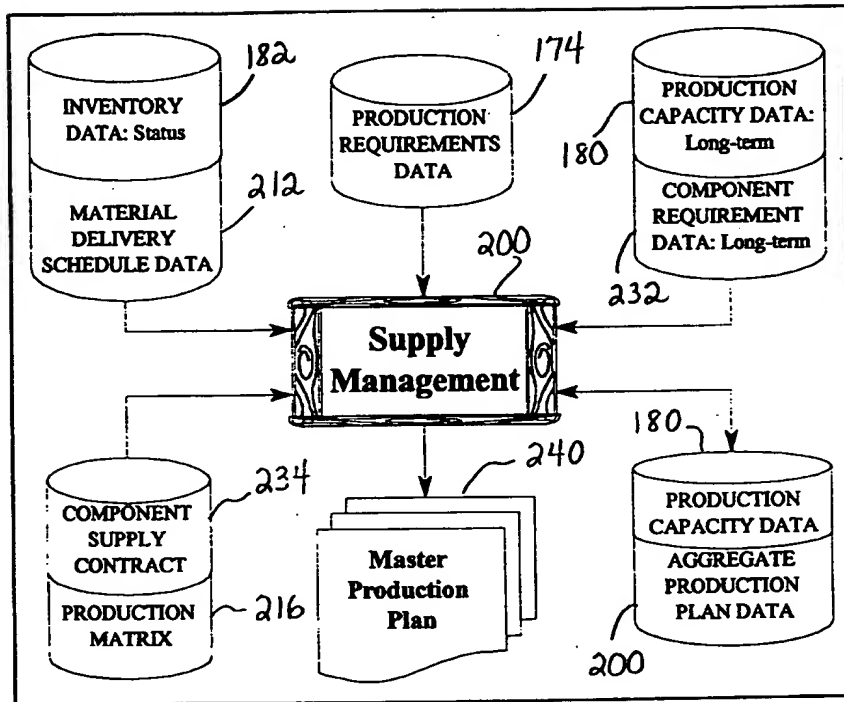 182
INVENTORY
DATA: Status
212
MATERIAL
DELIVERY
SCHEDULE DATA
174
PRODUCTION
REQUIREMENTS
DATA
180
PRODUCTION
CAPACITY DATA:
Long-term
COMPONENT
REQUIREMENT
DATA: Long-term
232
200
Supply
Management
234
COMPONENT
SUPPLY
CONTRACT
216
PRODUCTION
MATRIX
240
Master
Production
Plan
180
PRODUCTION
CAPACITY DATA
AGGREGATE
PRODUCTION
PLAN DATA
200